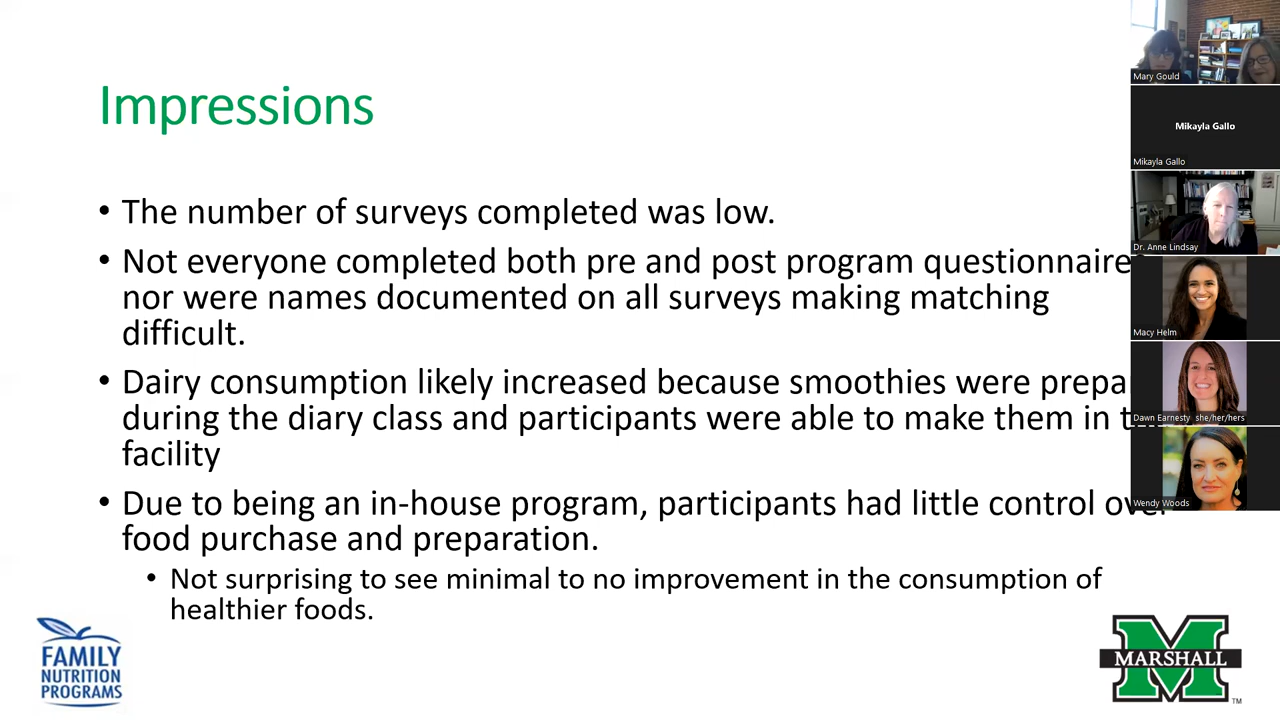 Impressions
• The number of surveys completed was low.
• Not everyone completed both pre and post program questionnaire
nor were names documented on all surveys making matching
difficult.
• Dairy consumption likely increased because smoothies were prepa
during the diary class and participants were able to make them in
facility
• Due to being an in-house program, participants had little control over
food purchase and preparation.
• Not surprising to see minimal to no improvement in the consumption of
healthier foods.
FAMILY
NUTRITION
PROGRAMS
MARSHALL
TM
Mary Gould
Mikayla Gallo
Mikayla Gallo
Dr. Anne Lindsay
Macy Helm
Dawn Earnesty she/her/hers
Wendy Woods